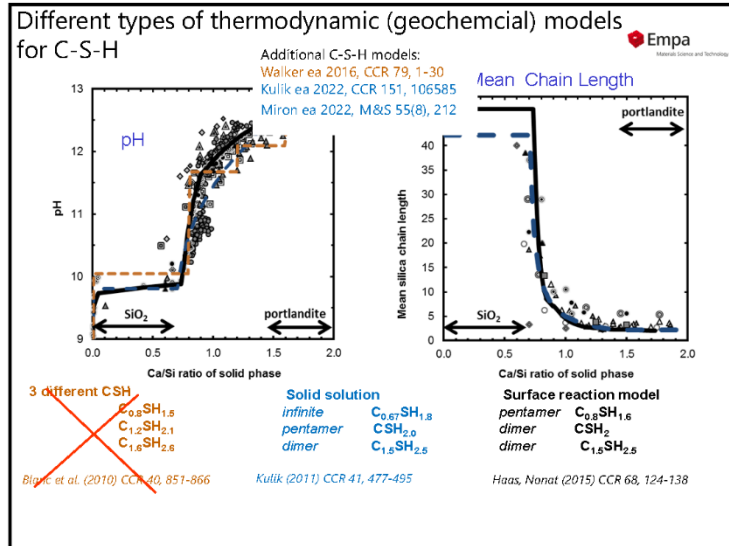 Different types of thermodynamic (geochemcial) models
for C-S-H
Empa
Materials Science and Technology
Additional C-S-H models:
Walker ea 2016, CCR 79, 1-30
Kulik ea 2022, CCR 151, 106585
Miron ea 2022, M&S 55(8), 212
pH
13
12
11
10
9
pH
SiO2
portlandite
0.0 0.5 1.0 1.5 2.0
Ca/Si ratio of solid phase
Mean Chain Length
portlandite
40
35
30
25
20
15
10
5
0
Mean silica chain length
SiO2
0.0 0.5 1.0 1.5 2.0
Ca/Si ratio of solid phase
3 different CSH
C0.8SH1.5
C1.2SH2.1
C1.6SH2.6
Blanc et al. (2010) CCR 40, 851-866
Solid solution
infinite C0.67SH1.8
pentamer CSH2.0
dimer C1.5SH2.5
Kulik (2011) CCR 41, 477-495
Surface reaction model
pentamer C0.8SH1.6
dimer CSH2
dimer C1.5SH2.5
Haas, Nonat (2015) CCR 68, 124-138